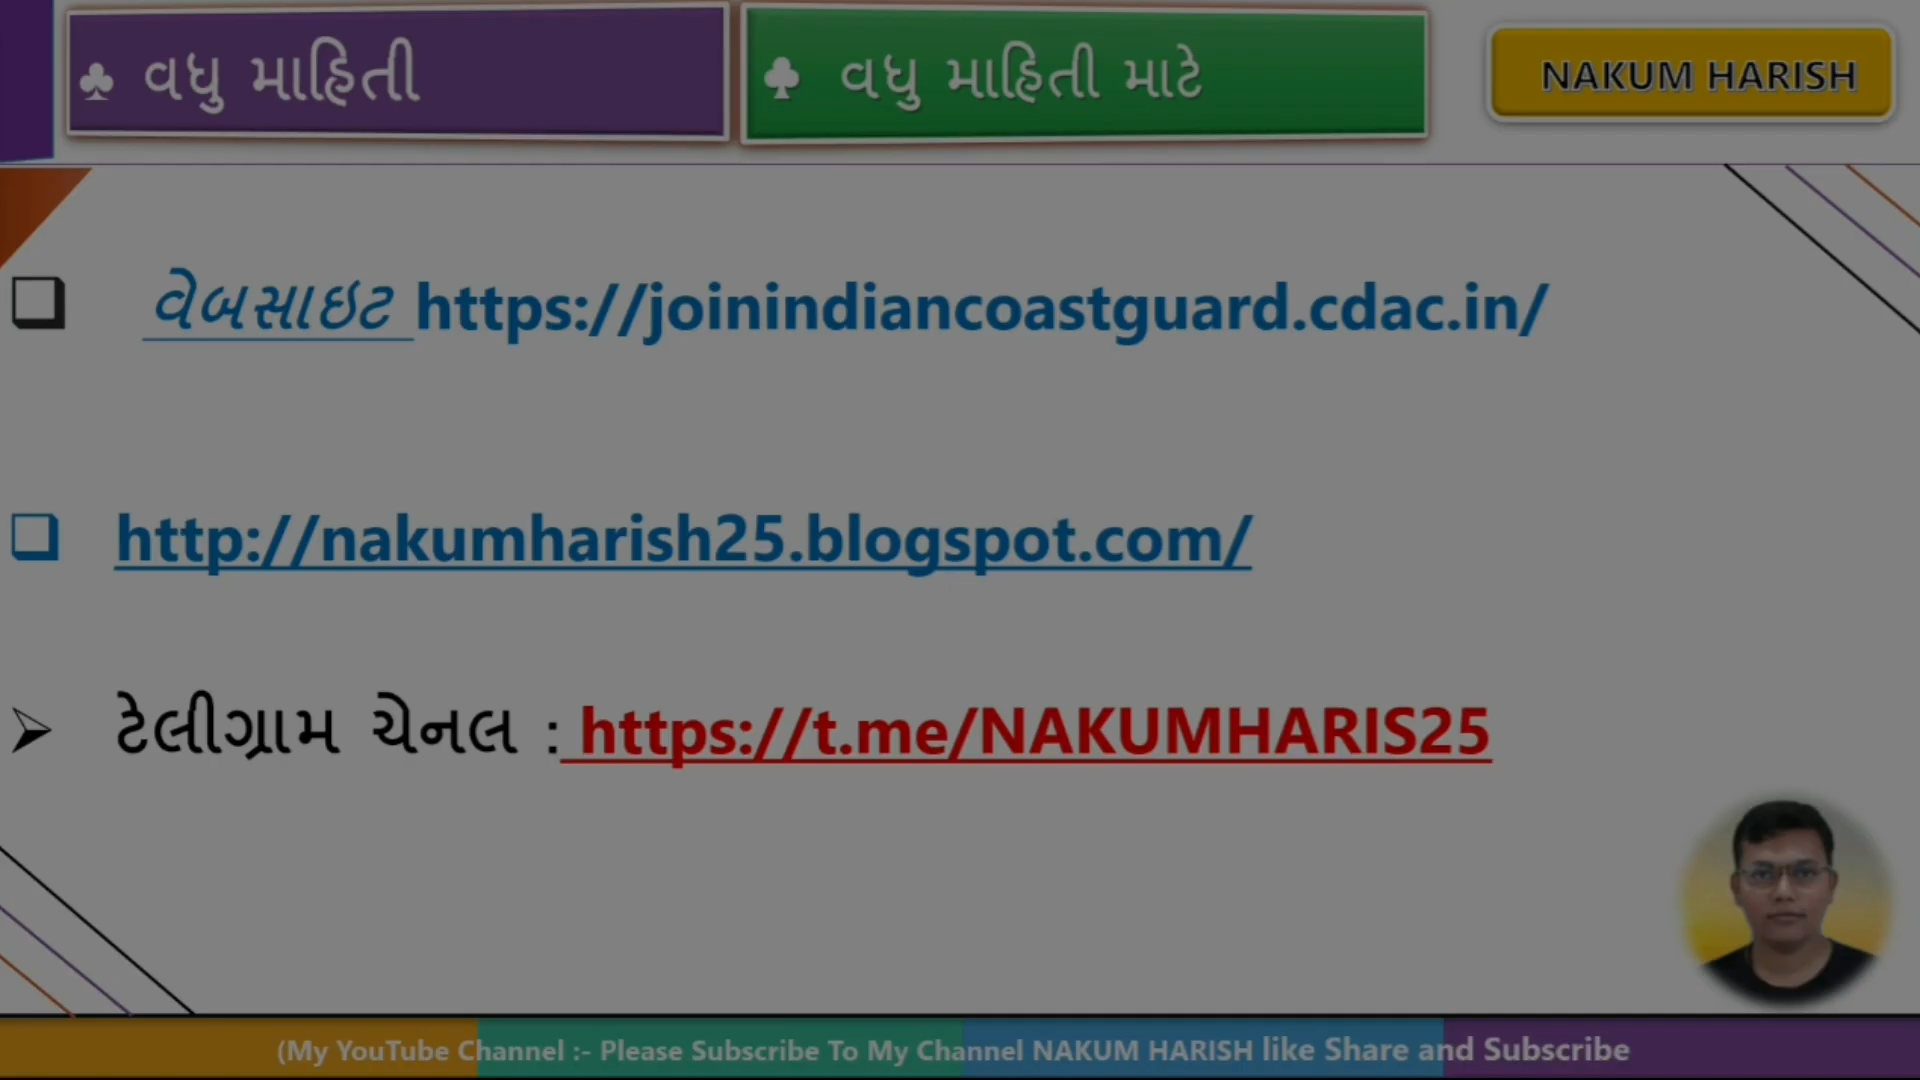 ♣ વધુ માહિતી
♣ વધુ માહિતી માટે
NAKUM HARISH
વેબસાઇટ https://joinindiancoastguard.cdac.in/
http://nakumharish25.blogspot.com/
ટેલીગ્રામ ચેનલ : https://t.me/NAKUMHARIS25
(My YouTube Channel :- Please Subscribe To My Channel NAKUM HARISH like Share and Subscribe